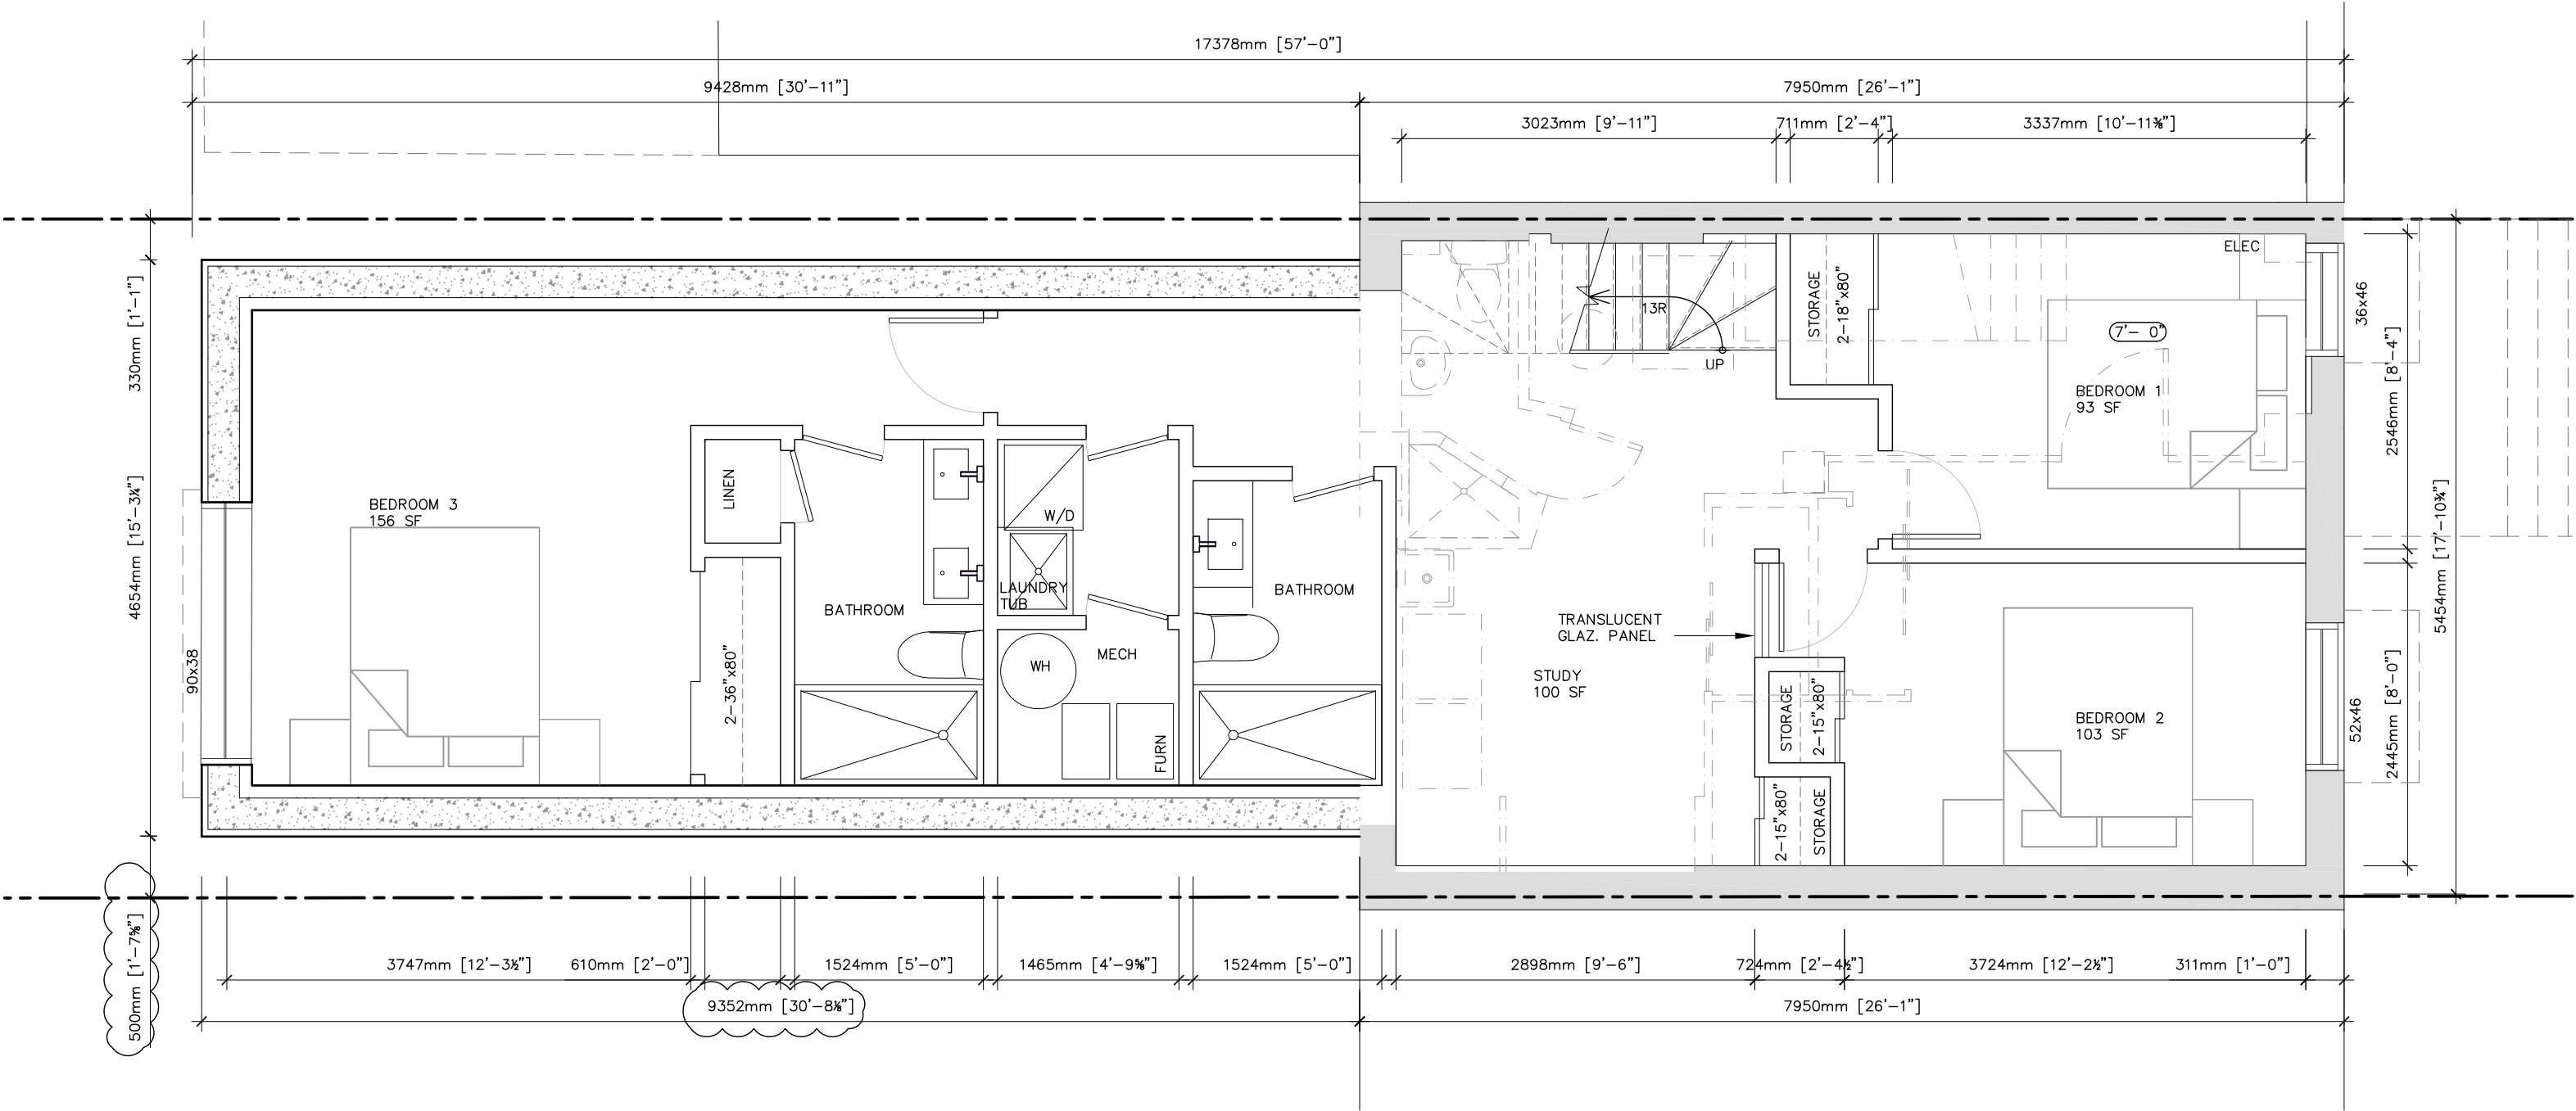 17378mm [57'-0"]
9428mm [30'-11"]
7950mm [26'-1"]
3023mm [9'-11"]
711mm [2'-4"]
3337mm [10'-11⅜"]
330mm [1'-1"]
4654mm [15'-3¼"]
500mm [1'-7⅝"]
90x38
BEDROOM 3
156 SF
LINEN
2-36"x80"
BATHROOM
W/D
LAUNDRY
TUB
WH
MECH
FURN
BATHROOM
13R
UP
STORAGE
2-18"x80"
ELEC
7'- 0"
BEDROOM 1
93 SF
TRANSLUCENT
GLAZ. PANEL
STUDY
100 SF
STORAGE
2-15"x80"
2-15"x80"
STORAGE
BEDROOM 2
103 SF
36x46
52x46
2546mm [8'-4"]
2445mm [8'-0"]
5454mm [17'-10¾"]
3747mm [12'-3½"]
610mm [2'-0"]
1524mm [5'-0"]
1465mm [4'-9⅝"]
1524mm [5'-0"]
2898mm [9'-6"]
724mm [2'-4½"]
3724mm [12'-2½"]
311mm [1'-0"]
9352mm [30'-8⅛"]
7950mm [26'-1"]